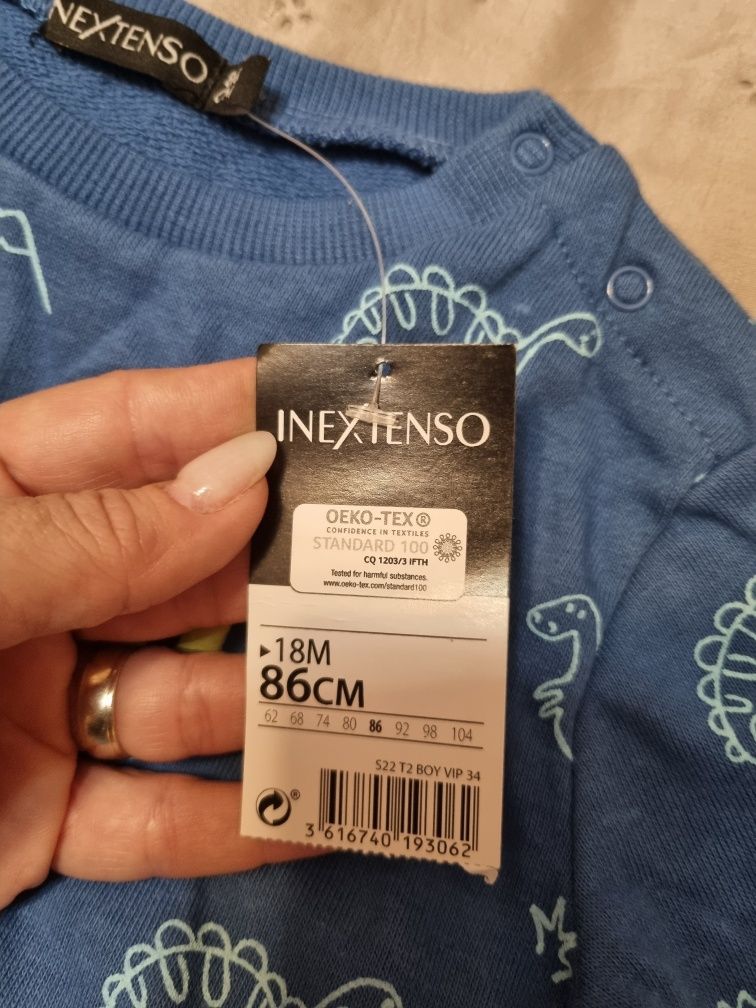 INEXTENSO
INEXTENSO
OEKO-TEX®
CONFIDENCE IN TEXTILES
STANDARD 100
CQ 1203/3 IFTH
Tested for harmful substances.
www.oeko-tex.com/standard100
▸18M
86CM
62 68 74 80 86 92 98 104
S22 T2 BOY VIP 34
®
3 616740 193062